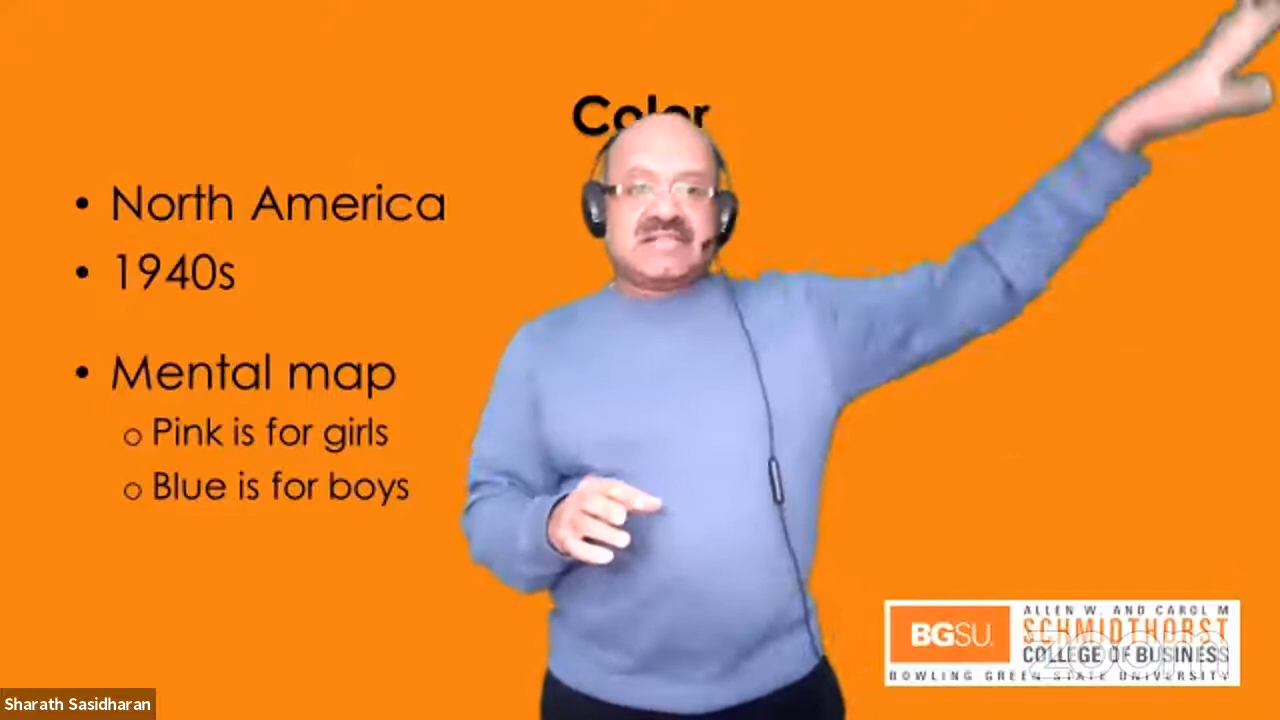 Color
• North America
• 1940s
• Mental map
o Pink is for girls
o Blue is for boys
BGSU.
ALLEN W. AND CAROL M
SCHMIDTHORST
COLLEGE OF BUSINESS
BOWLING GREEN STATE UNIVERSITY
zoom
Sharath Sasidharan